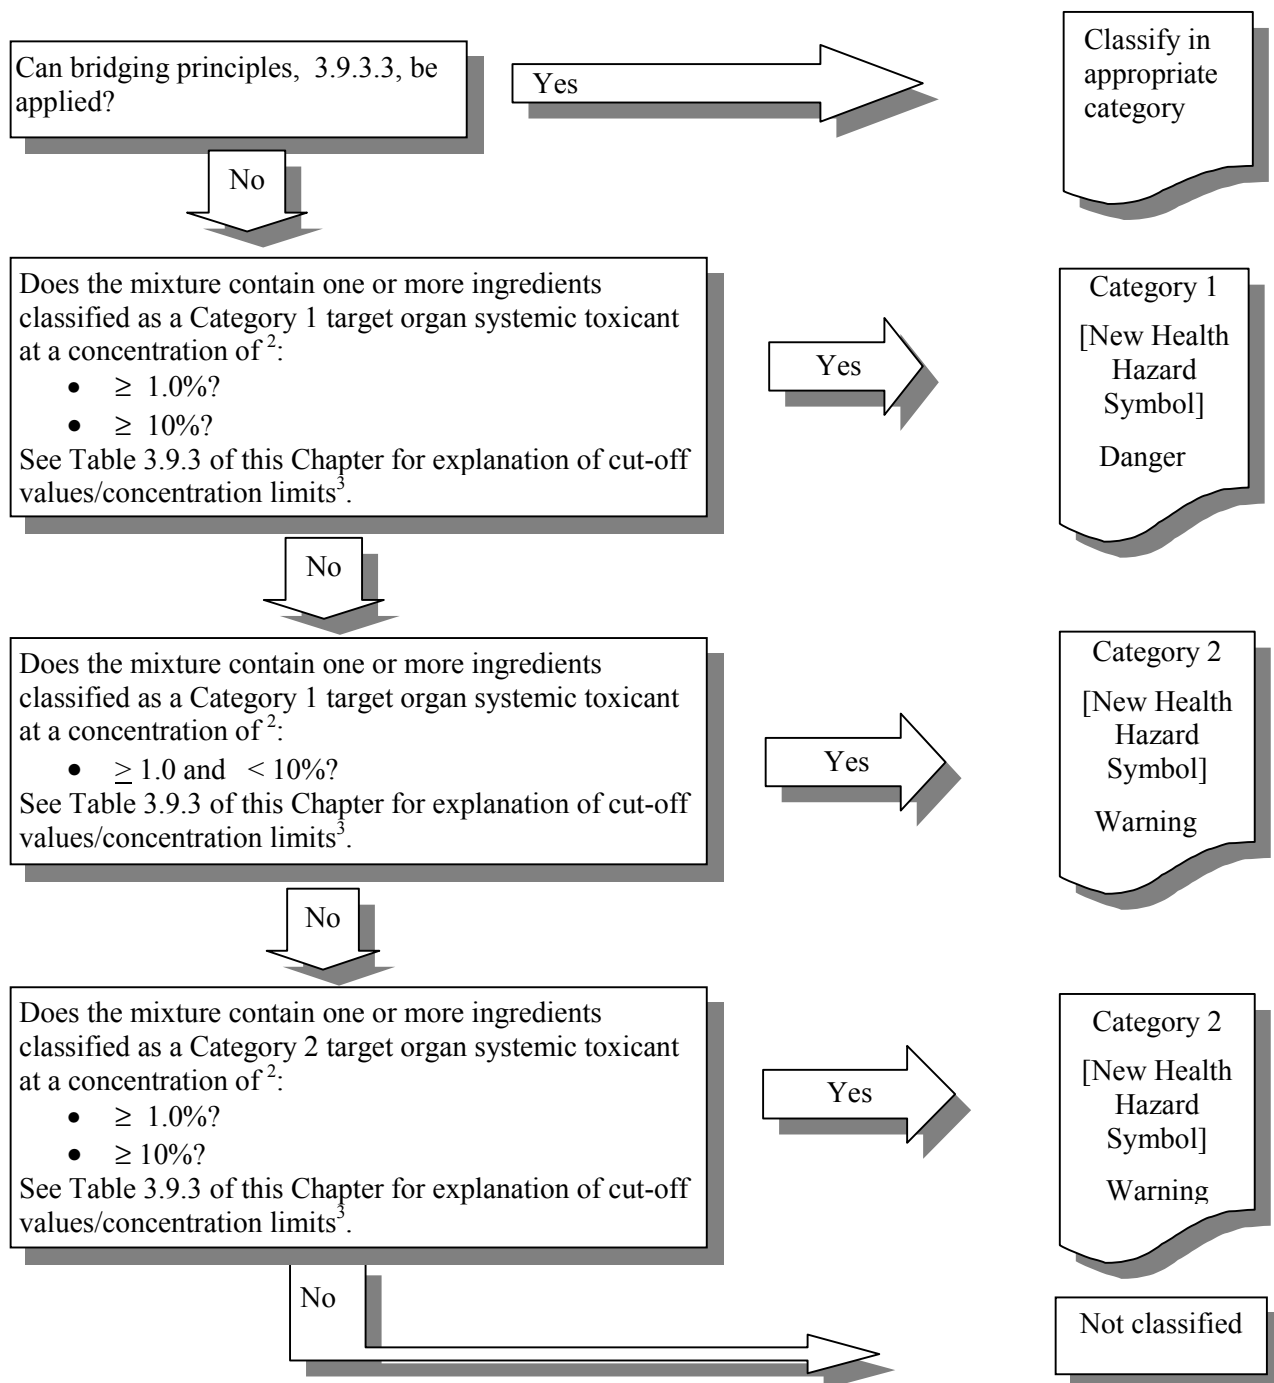 Can bridging principles, 3.9.3.3, be
applied?
Yes
Classify in
appropriate
category
No
Does the mixture contain one or more ingredients
classified as a Category 1 target organ systemic toxicant
at a concentration of ²:
• ≥ 1.0%?
• ≥ 10%?
See Table 3.9.3 of this Chapter for explanation of cut-off
values/concentration limits³.
Yes
Category 1
[New Health
Hazard
Symbol]
Danger
No
Does the mixture contain one or more ingredients
classified as a Category 1 target organ systemic toxicant
at a concentration of ²:
• ≥ 1.0 and < 10%?
See Table 3.9.3 of this Chapter for explanation of cut-off
values/concentration limits³.
Yes
Category 2
[New Health
Hazard
Symbol]
Warning
No
Does the mixture contain one or more ingredients
classified as a Category 2 target organ systemic toxicant
at a concentration of ²:
• ≥ 1.0%?
• ≥ 10%?
See Table 3.9.3 of this Chapter for explanation of cut-off
values/concentration limits³.
Yes
Category 2
[New Health
Hazard
Symbol]
Warning
No
Not classified